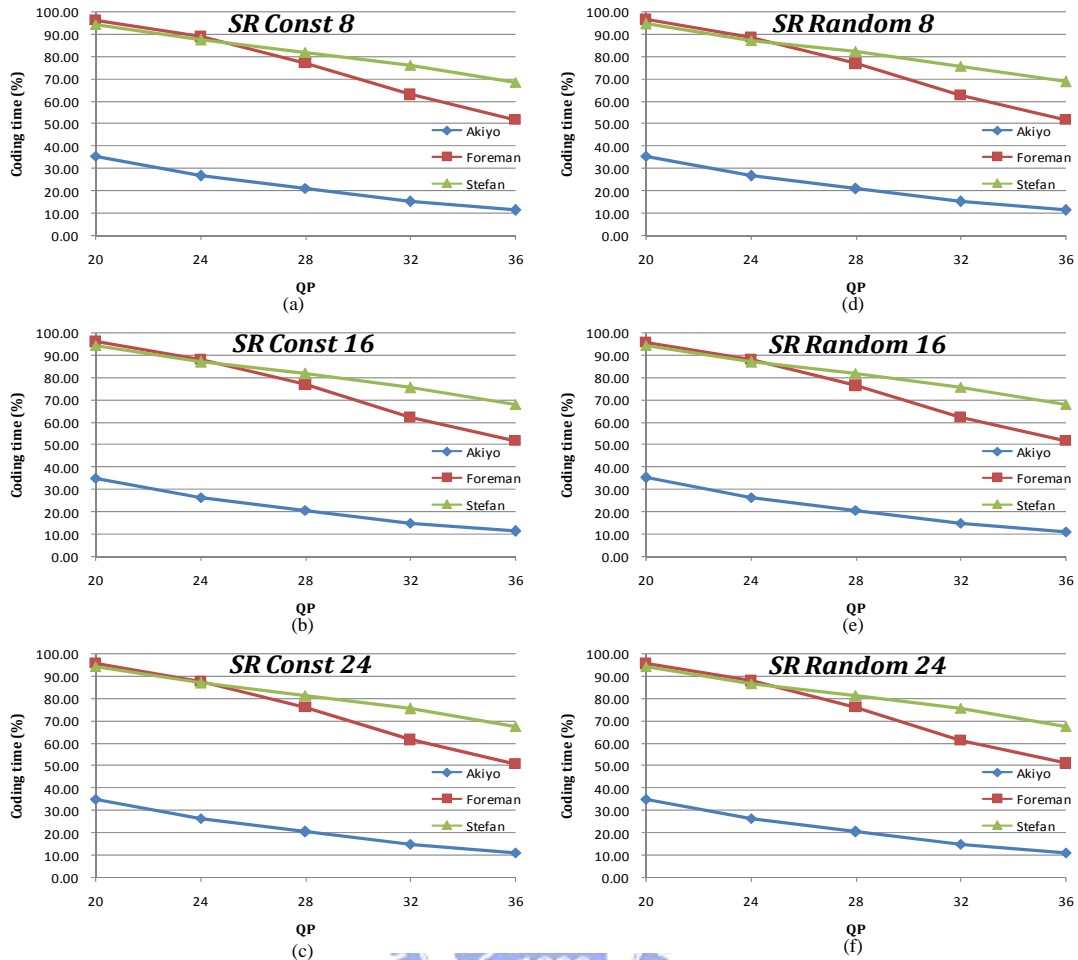 SR Const 8
Coding time (%)
100.00
90.00
80.00
70.00
60.00
50.00
40.00
30.00
20.00
10.00
0.00
Akiyo
Foreman
Stefan
20 24 28 32 36
QP
(a)
SR Random 8
Coding time (%)
100.00
90.00
80.00
70.00
60.00
50.00
40.00
30.00
20.00
10.00
0.00
Akiyo
Foreman
Stefan
20 24 28 32 36
QP
(d)
SR Const 16
Coding time (%)
100.00
90.00
80.00
70.00
60.00
50.00
40.00
30.00
20.00
10.00
0.00
Akiyo
Foreman
Stefan
20 24 28 32 36
QP
(b)
SR Random 16
Coding time (%)
100.00
90.00
80.00
70.00
60.00
50.00
40.00
30.00
20.00
10.00
0.00
Akiyo
Foreman
Stefan
20 24 28 32 36
QP
(e)
SR Const 24
Coding time (%)
100.00
90.00
80.00
70.00
60.00
50.00
40.00
30.00
20.00
10.00
0.00
Akiyo
Foreman
Stefan
20 24 28 32 36
QP
(c)
SR Random 24
Coding time (%)
100.00
90.00
80.00
70.00
60.00
50.00
40.00
30.00
20.00
10.00
0.00
Akiyo
Foreman
Stefan
20 24 28 32 36
QP
(f)